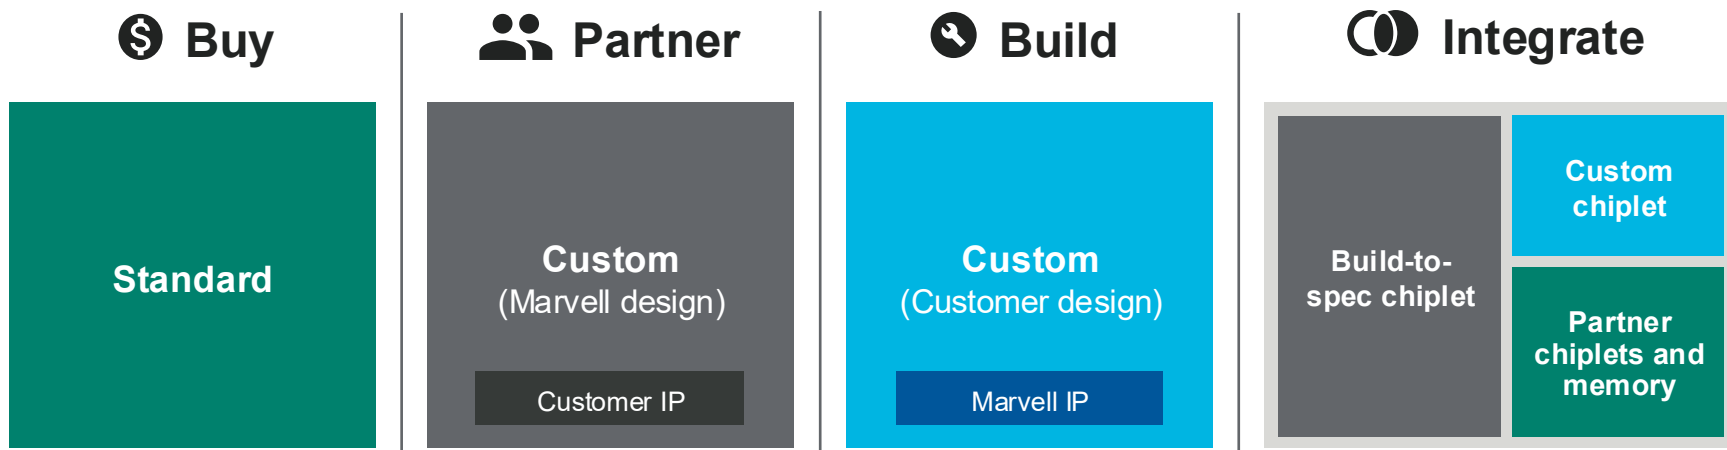 Buy
Partner
Build
Integrate
Standard
Custom
(Marvell design)
Customer IP
Custom
(Customer design)
Marvell IP
Build-to-
spec chiplet
Custom
chiplet
Partner
chiplets and
memory